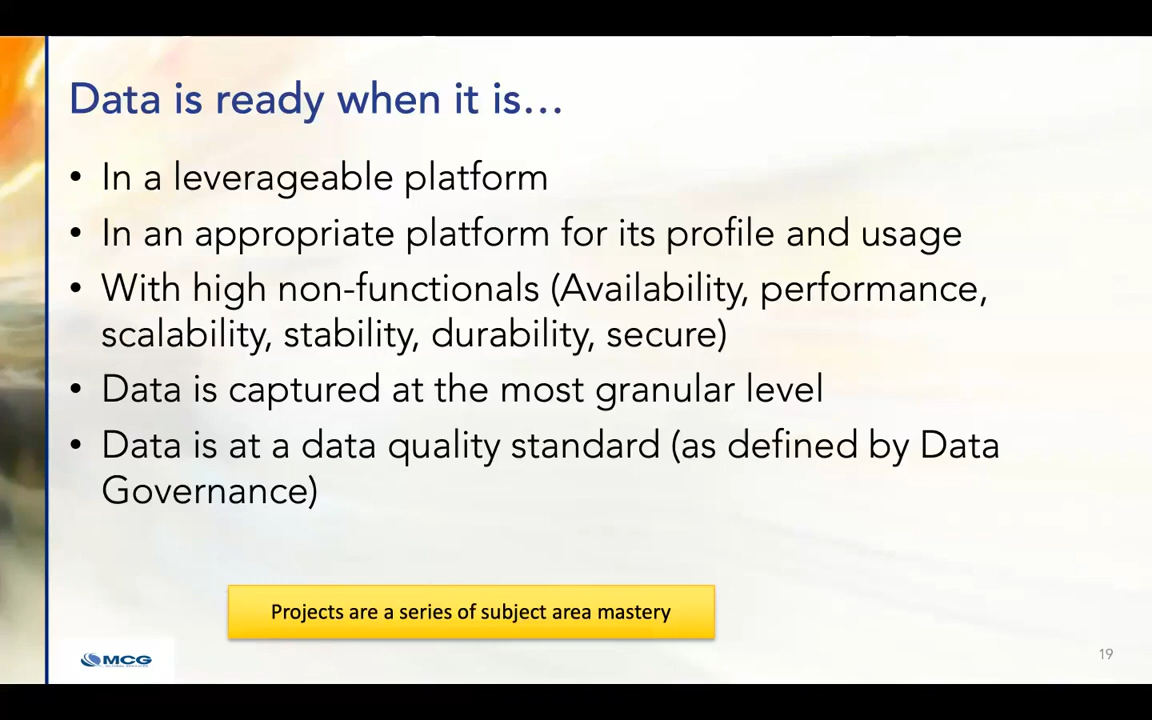 Data is ready when it is…
• In a leverageable platform
• In an appropriate platform for its profile and usage
• With high non-functionals (Availability, performance,
scalability, stability, durability, secure)
• Data is captured at the most granular level
• Data is at a data quality standard (as defined by Data
Governance)
Projects are a series of subject area mastery
MCG
19